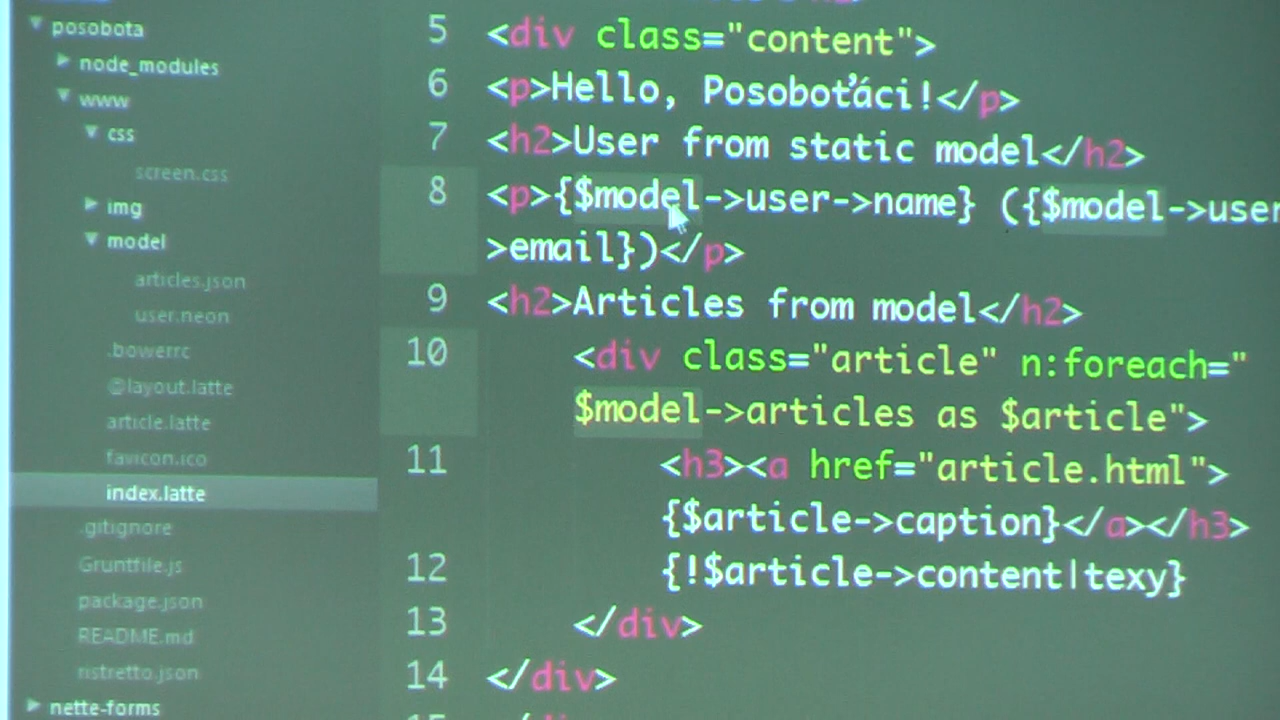 posobota
node_modules
www
css
screen.css
img
model
articles.json
user.neon
.bowerrc
@layout.latte
article.latte
favicon.ico
index.latte
.gitignore
Gruntfile.js
package.json
README.md
ristretto.json
nette-forms
5 <div class="content">
6 <p>Hello, Posoboťáci!</p>
7 <h2>User from static model</h2>
8 <p>{$model->user->name} ({$model->user
>email})</p>
9 <h2>Articles from model</h2>
10 <div class="article" n:foreach="
$model->articles as $article">
11 <h3><a href="article.html">
{$article->caption}</a></h3>
12 {!$article->content|texy}
13 </div>
14 </div>